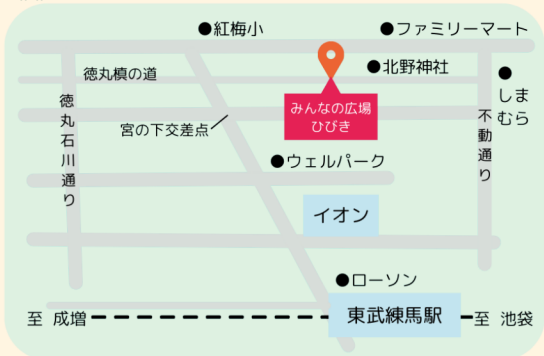 ●紅梅小
●ファミリーマート
徳丸槙の道
●北野神社
●
しま
むら
徳丸石川通り
みんなの広場
ひびき
不動通り
宮の下交差点
●ウェルパーク
イオン
●ローソン
至 成増
東武練馬駅
至 池袋